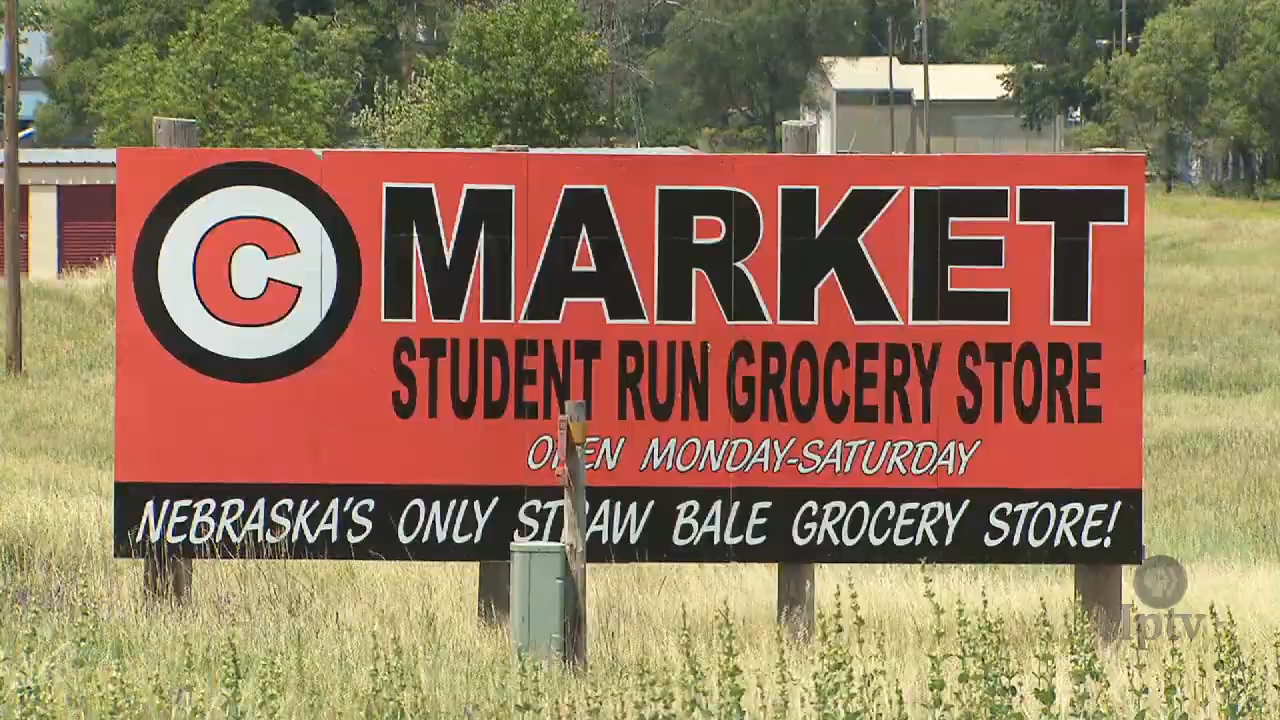 C MARKET
STUDENT RUN GROCERY STORE
OPEN MONDAY-SATURDAY
NEBRASKA'S ONLY STRAW BALE GROCERY STORE!
iptv